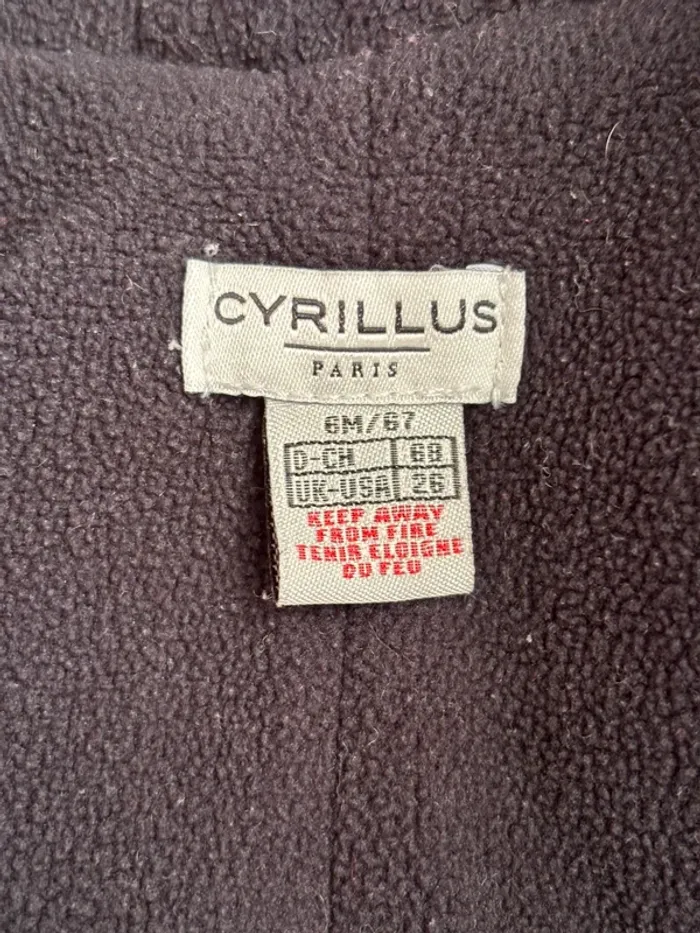 CYRILLUS
PARIS
6M/67
D-CH 68
UK-USA 26
KEEP AWAY
FROM FIRE
TENIR ELOIGNE
DU FEU